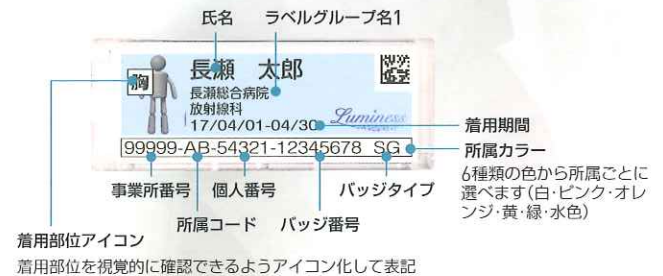 氏名
ラベルグループ名1
胸
長瀬 太郎
長瀬総合病院
放射線科
17/04/01-04/30
Luminess
99999-AB-54321-12345678 SG
着用期間
所属カラー
6種類の色から所属ごとに
選べます(白・ピンク・オレ
ンジ・黄・緑・水色)
事業所番号
個人番号
バッジタイプ
所属コード
バッジ番号
着用部位アイコン
着用部位を視覚的に確認できるようアイコン化して表記